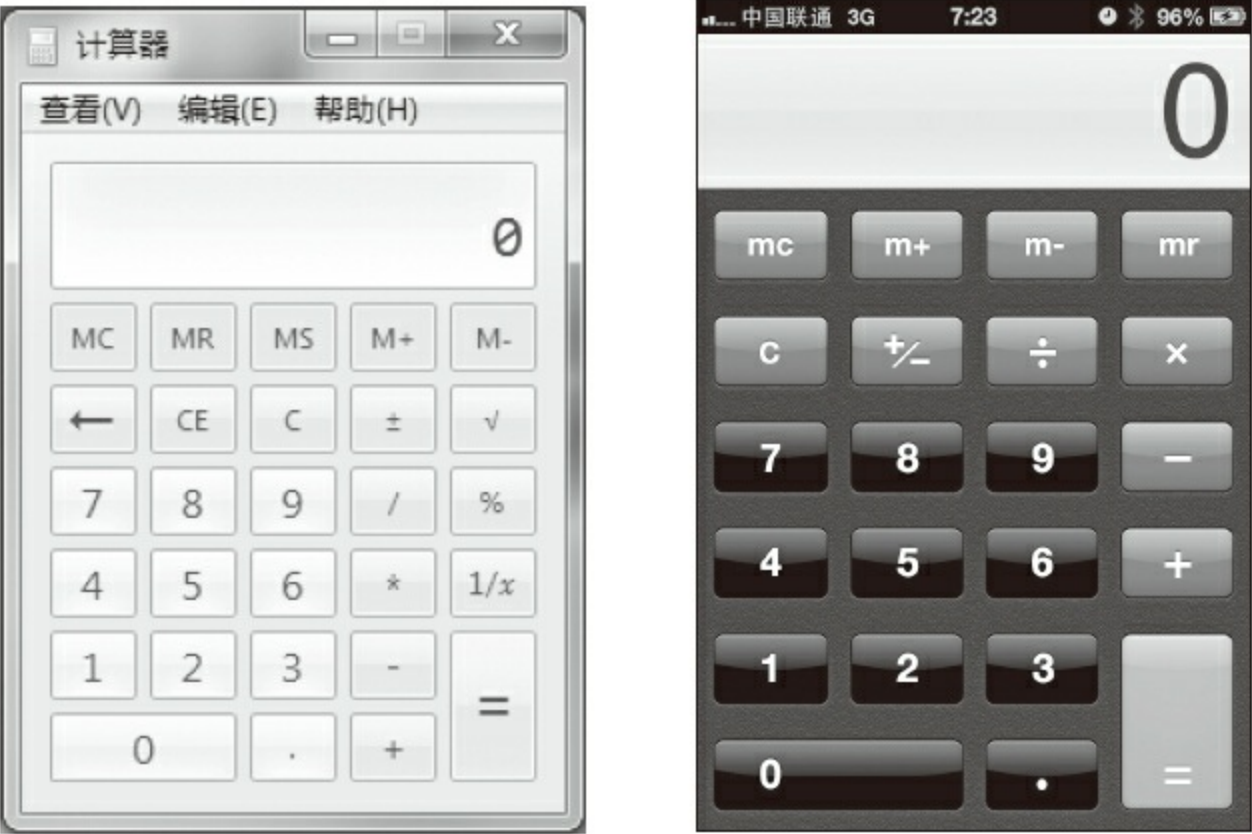 计算器
查看(V) 编辑(E) 帮助(H)
0
MC MR MS M+ M-
← CE C ± √
7 8 9 / %
4 5 6 * 1/x
1 2 3 - =
0 . +
中国联通 3G 7:23 96%
0
mc m+ m- mr
c +/− ÷ ×
7 8 9 −
4 5 6 +
1 2 3
0 . =